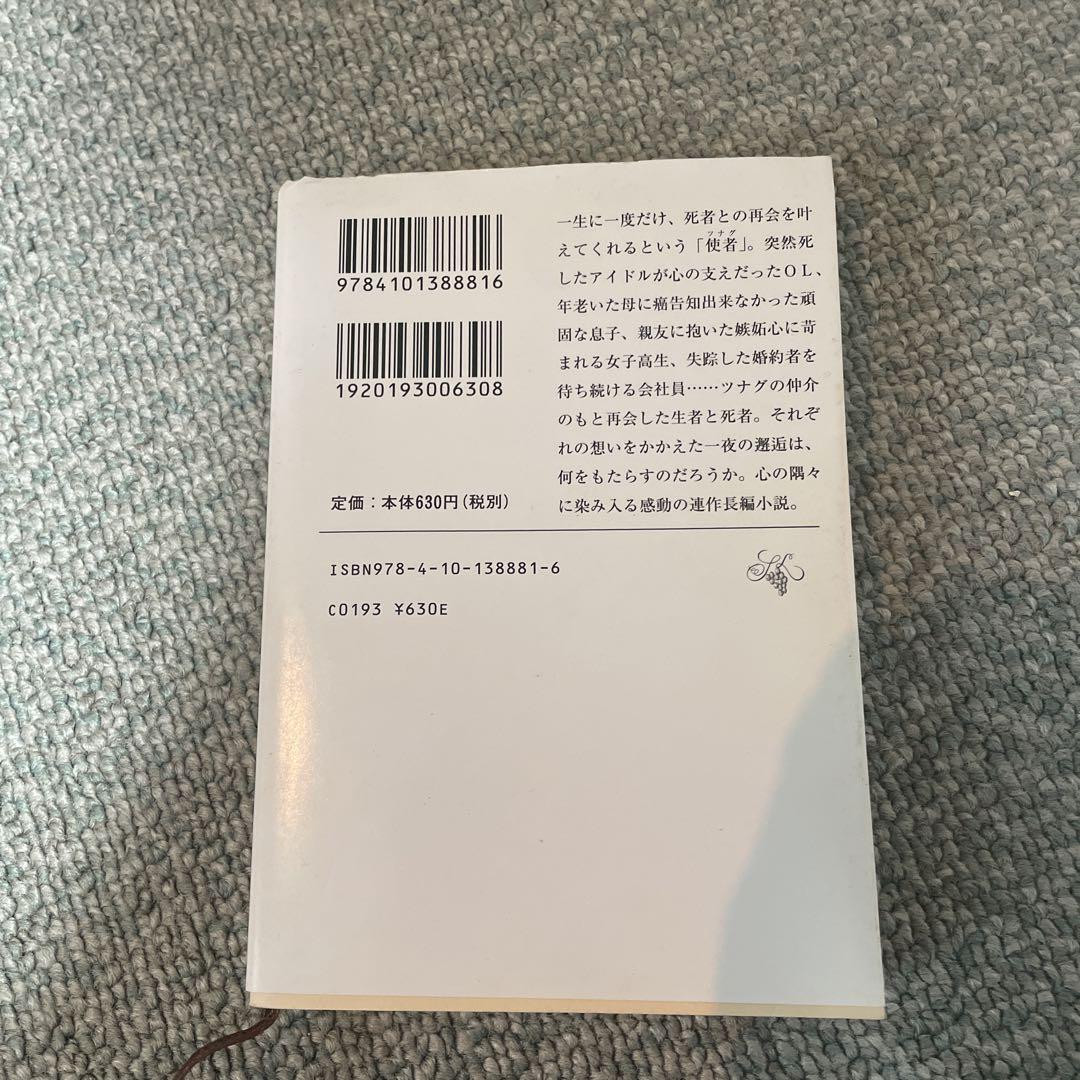 9784101388816
1920193006308
定価：本体630円（税別）
一生に一度だけ、死者との再会を叶
ツナグ
えてくれるという「使者」。突然死
したアイドルが心の支えだったＯＬ、
年老いた母に癌告知出来なかった頑
固な息子、親友に抱いた嫉妬心に苛
まれる女子高生、失踪した婚約者を
待ち続ける会社員……ツナグの仲介
のもと再会した生者と死者。それぞ
れの想いをかかえた一夜の邂逅は、
何をもたらすのだろうか。心の隅々
に染み入る感動の連作長編小説。
ISBN978-4-10-138881-6
C0193 ¥630E